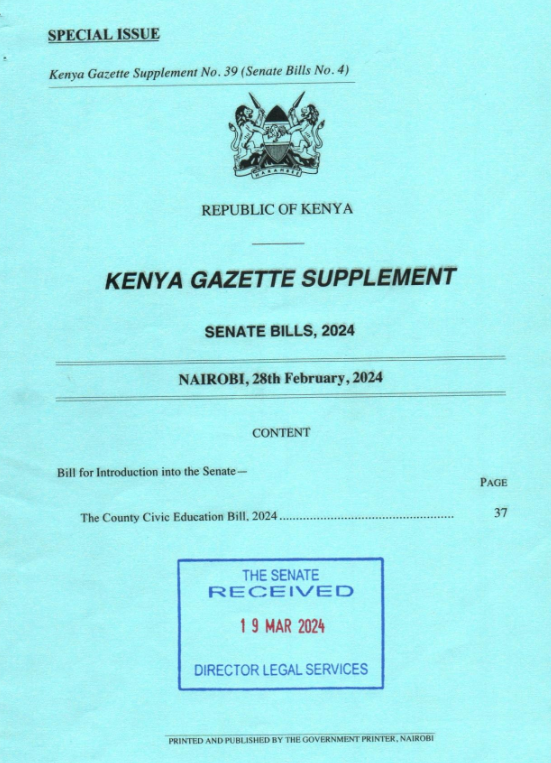 SPECIAL ISSUE
Kenya Gazette Supplement No. 39 (Senate Bills No. 4)
HARAMBEE
REPUBLIC OF KENYA
KENYA GAZETTE SUPPLEMENT
SENATE BILLS, 2024
NAIROBI, 28th February, 2024
CONTENT
Bill for Introduction into the Senate—
PAGE
The County Civic Education Bill, 2024.................................................... 37
THE SENATE
RECEIVED
19 MAR 2024
DIRECTOR LEGAL SERVICES
PRINTED AND PUBLISHED BY THE GOVERNMENT PRINTER, NAIROBI